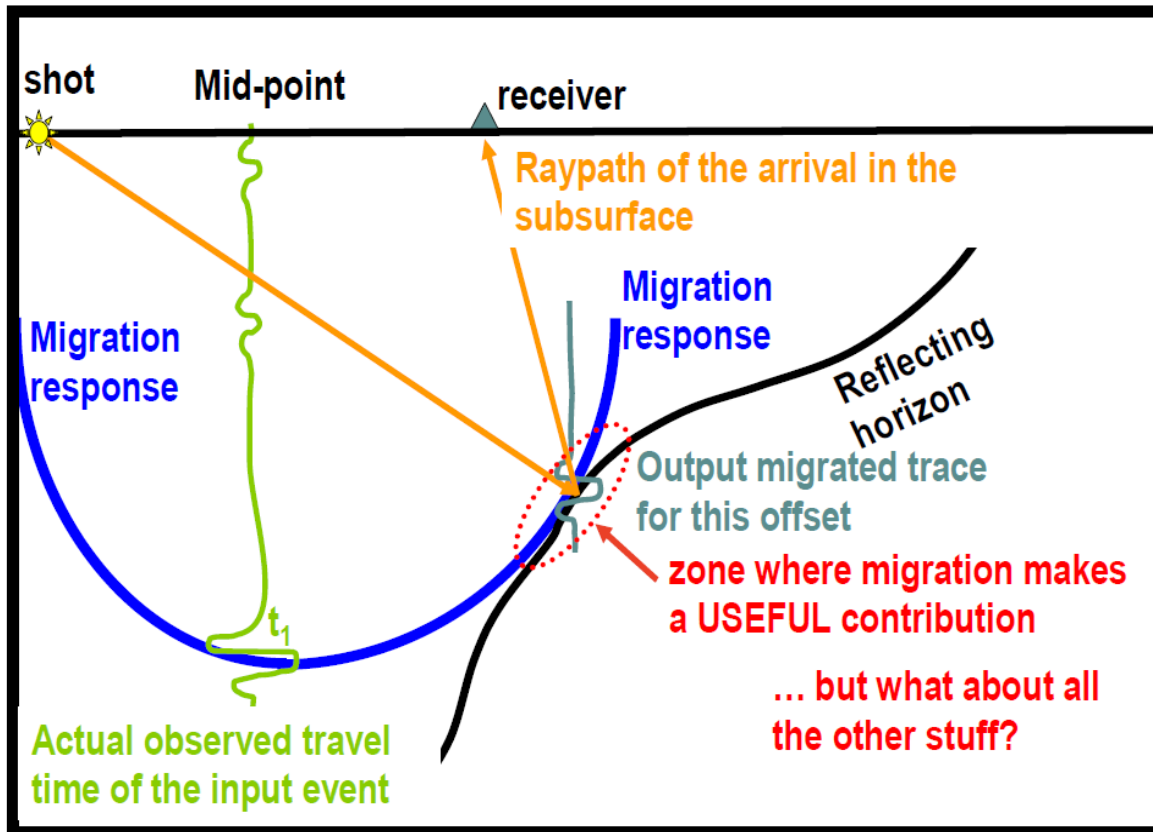 shot
Mid-point
receiver
Raypath of the arrival in the
subsurface
Migration
response
Migration
response
Reflecting
horizon
Output migrated trace
for this offset
zone where migration makes
a USEFUL contribution
t₁
… but what about all
the other stuff?
Actual observed travel
time of the input event